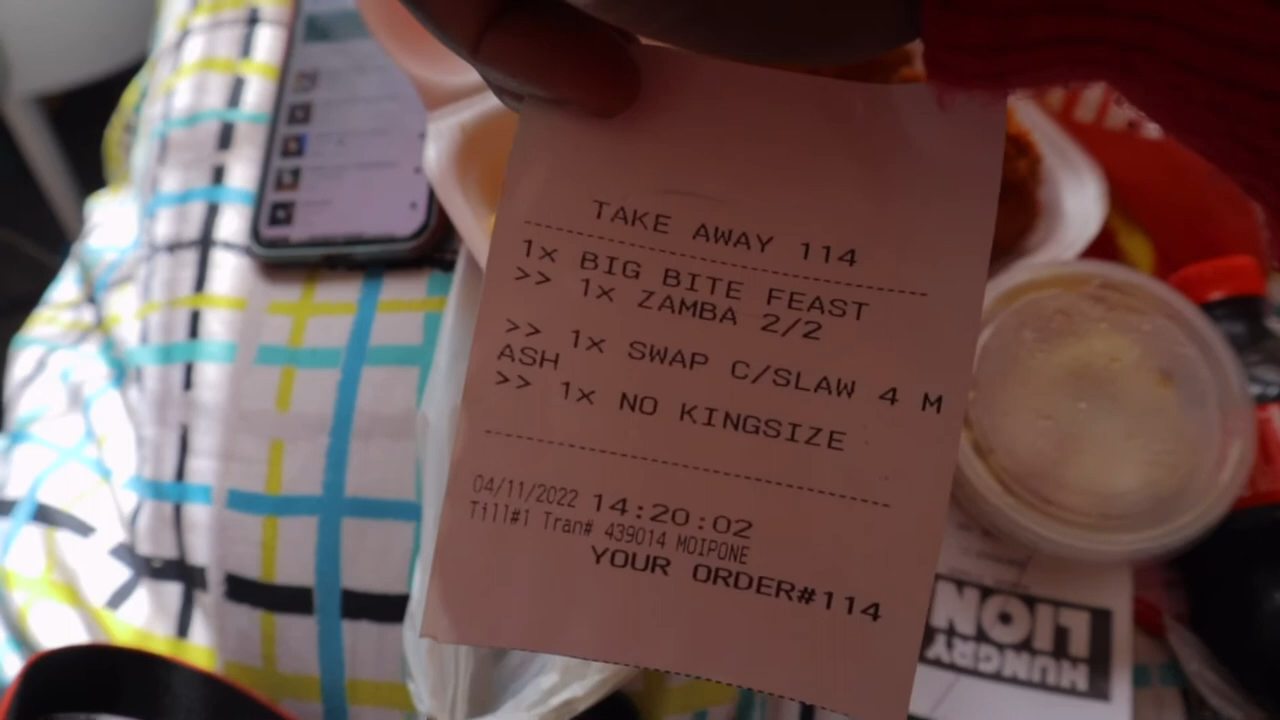 TAKE AWAY 114
1x BIG BITE FEAST
>> 1x ZAMBA 2/2
>> 1x SWAP C/SLAW 4 M
ASH
>> 1x NO KINGSIZE
04/11/2022 14:20:02
Till#1 Tran# 439014 MOIPONE
YOUR ORDER#114
HUNGRY
LION